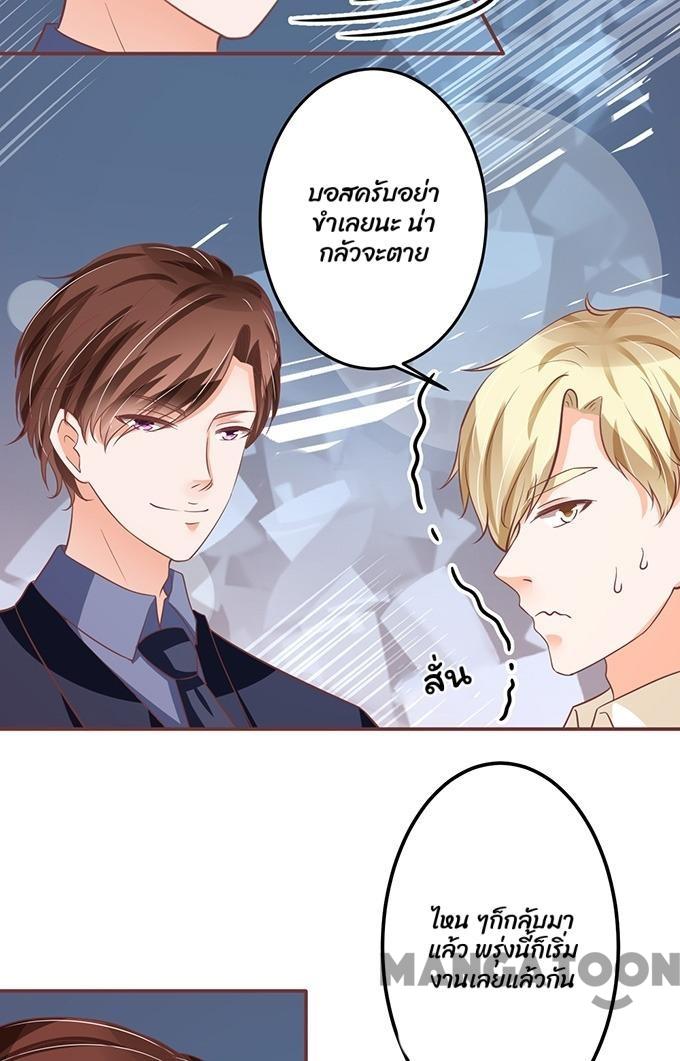 บอสครับอย่า
ขำเลยนะ น่า
กลัวจะตาย
สั่น
ไหน ๆก็กลับมา
แล้ว พรุ่งนี้ก็เริ่ม
งานเลยแล้วกัน
MANGATOON